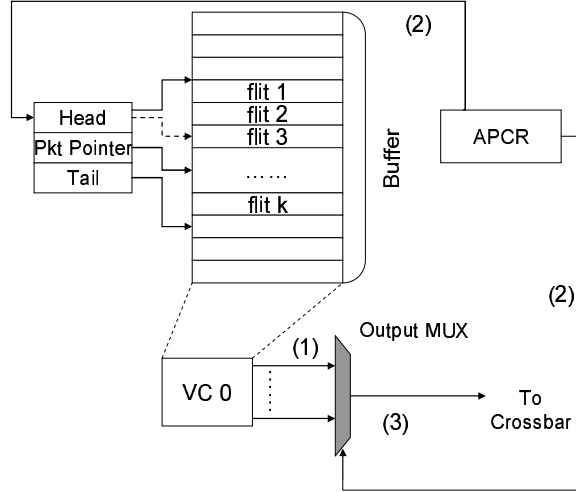 (2)
flit 1
Head
flit 2
APCR
flit 3
Pkt Pointer
Buffer
Tail
... ...
flit k
(2)
Output MUX
(1)
VC 0
To
Crossbar
(3)